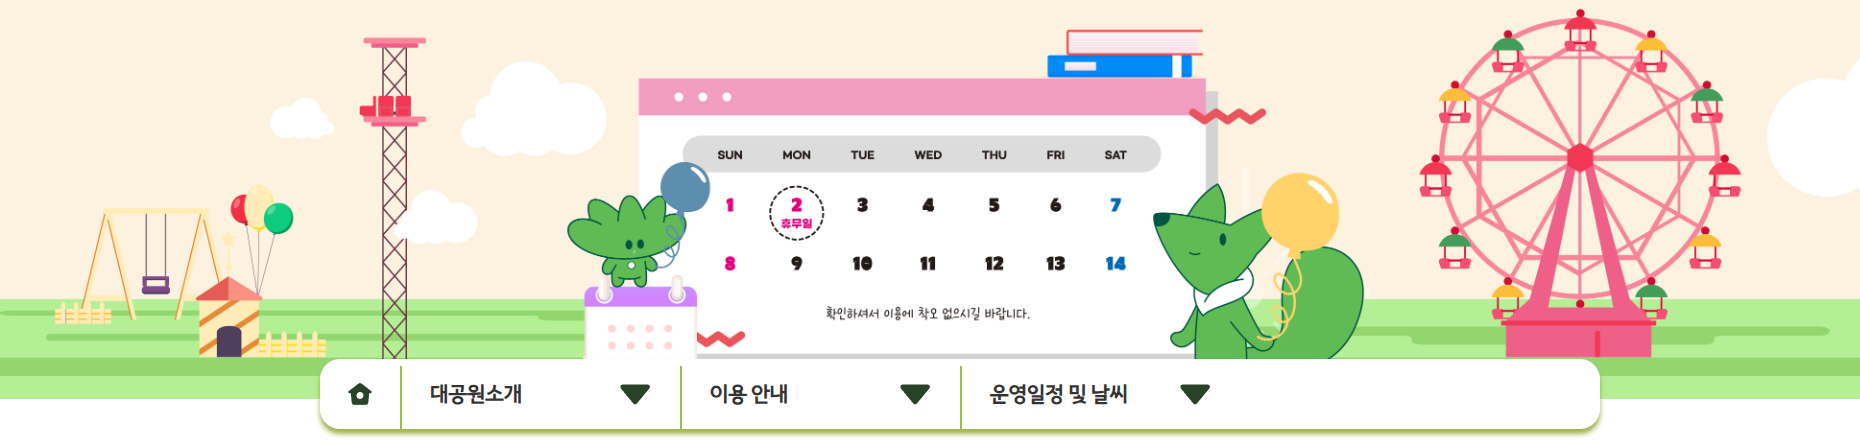 SUN MON TUE WED THU FRI SAT
1 2 3 4 5 6 7
휴무일
8 9 10 11 12 13 14
확인하셔서 이용에 착오 없으시길 바랍니다.
대공원소개 이용 안내 운영일정 및 날씨